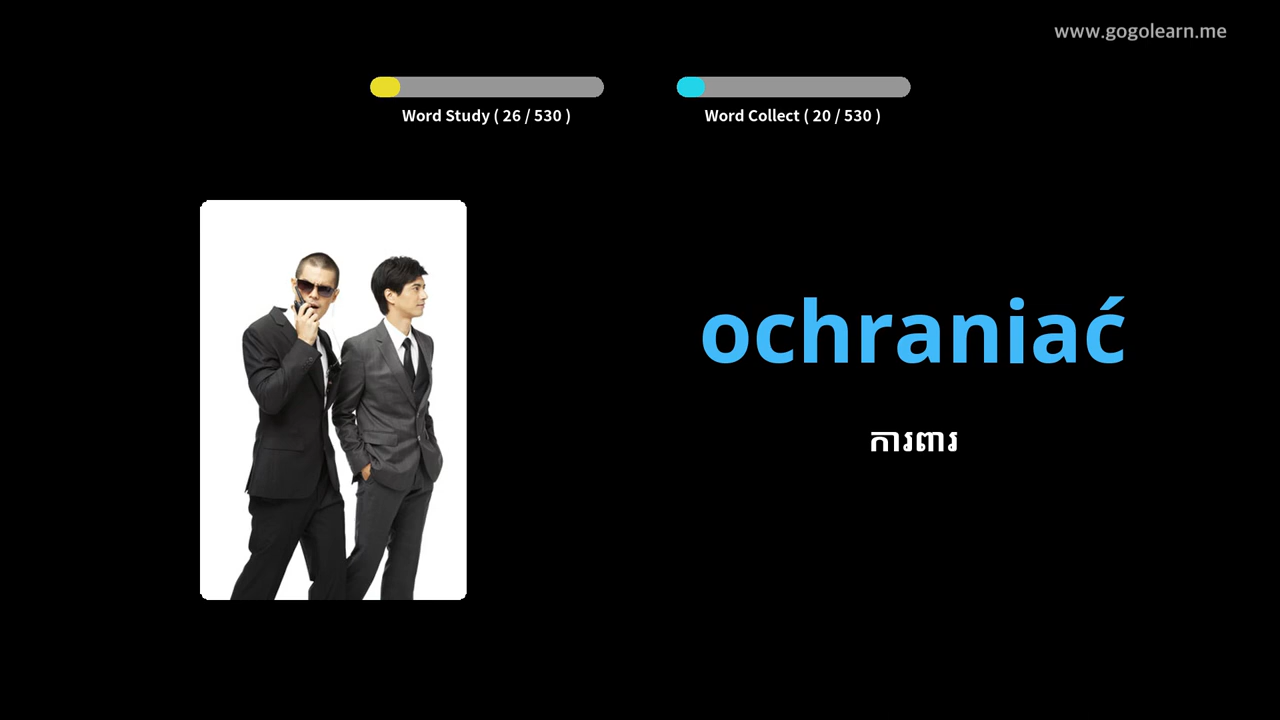 www.gogolearn.me
Word Study ( 26 / 530 )
Word Collect ( 20 / 530 )
ochraniać
ការពារ